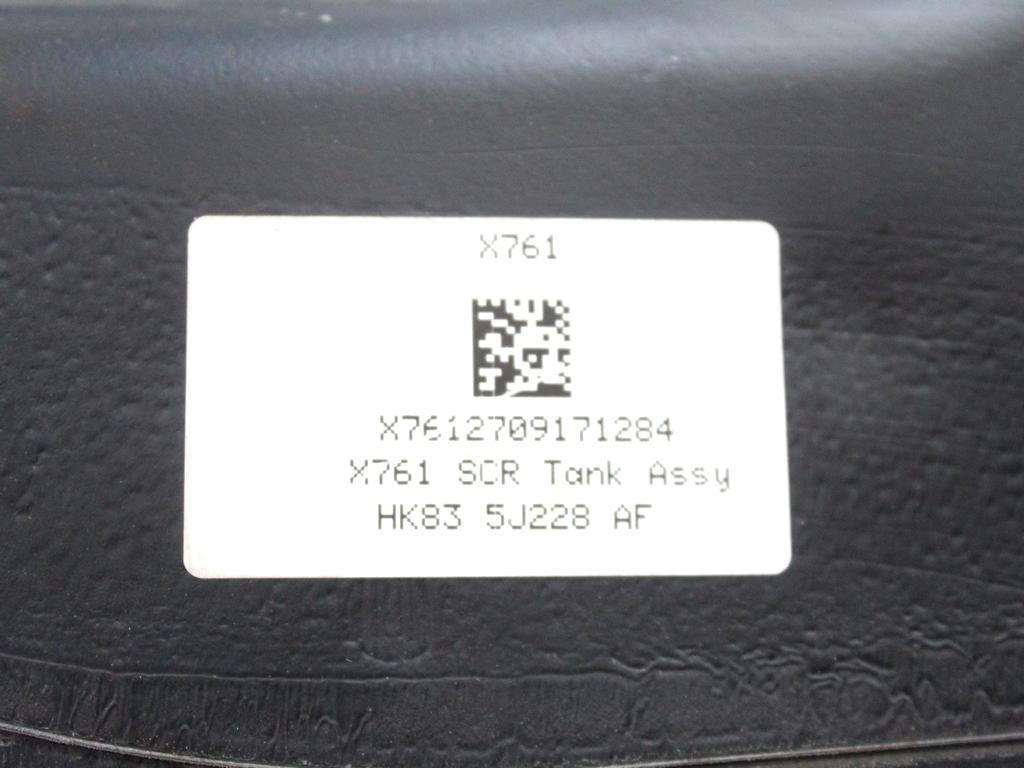 X761
X7612709171284
X761 SCR Tank Assy
HK83 5J228 AF